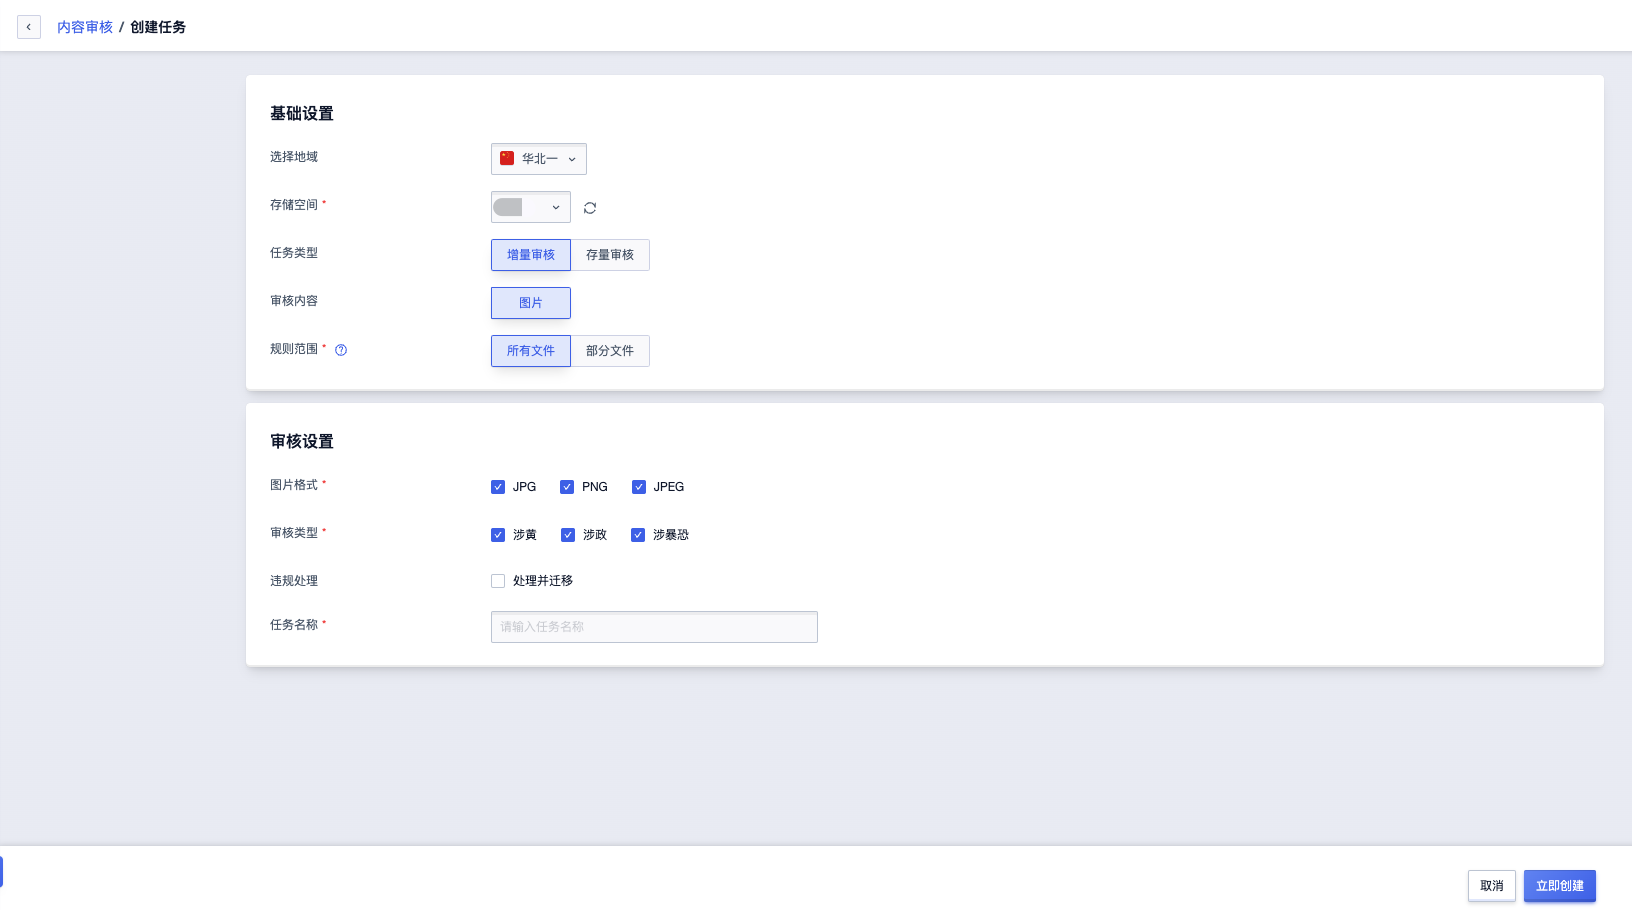 内容审核 / 创建任务
基础设置
选择地域 华北一
存储空间 *
任务类型 增量审核 存量审核
审核内容 图片
规则范围 * 所有文件 部分文件
审核设置
图片格式 * JPG PNG JPEG
审核类型 * 涉黄 涉政 涉暴恐
违规处理 处理并迁移
任务名称 * 请输入任务名称
取消 立即创建